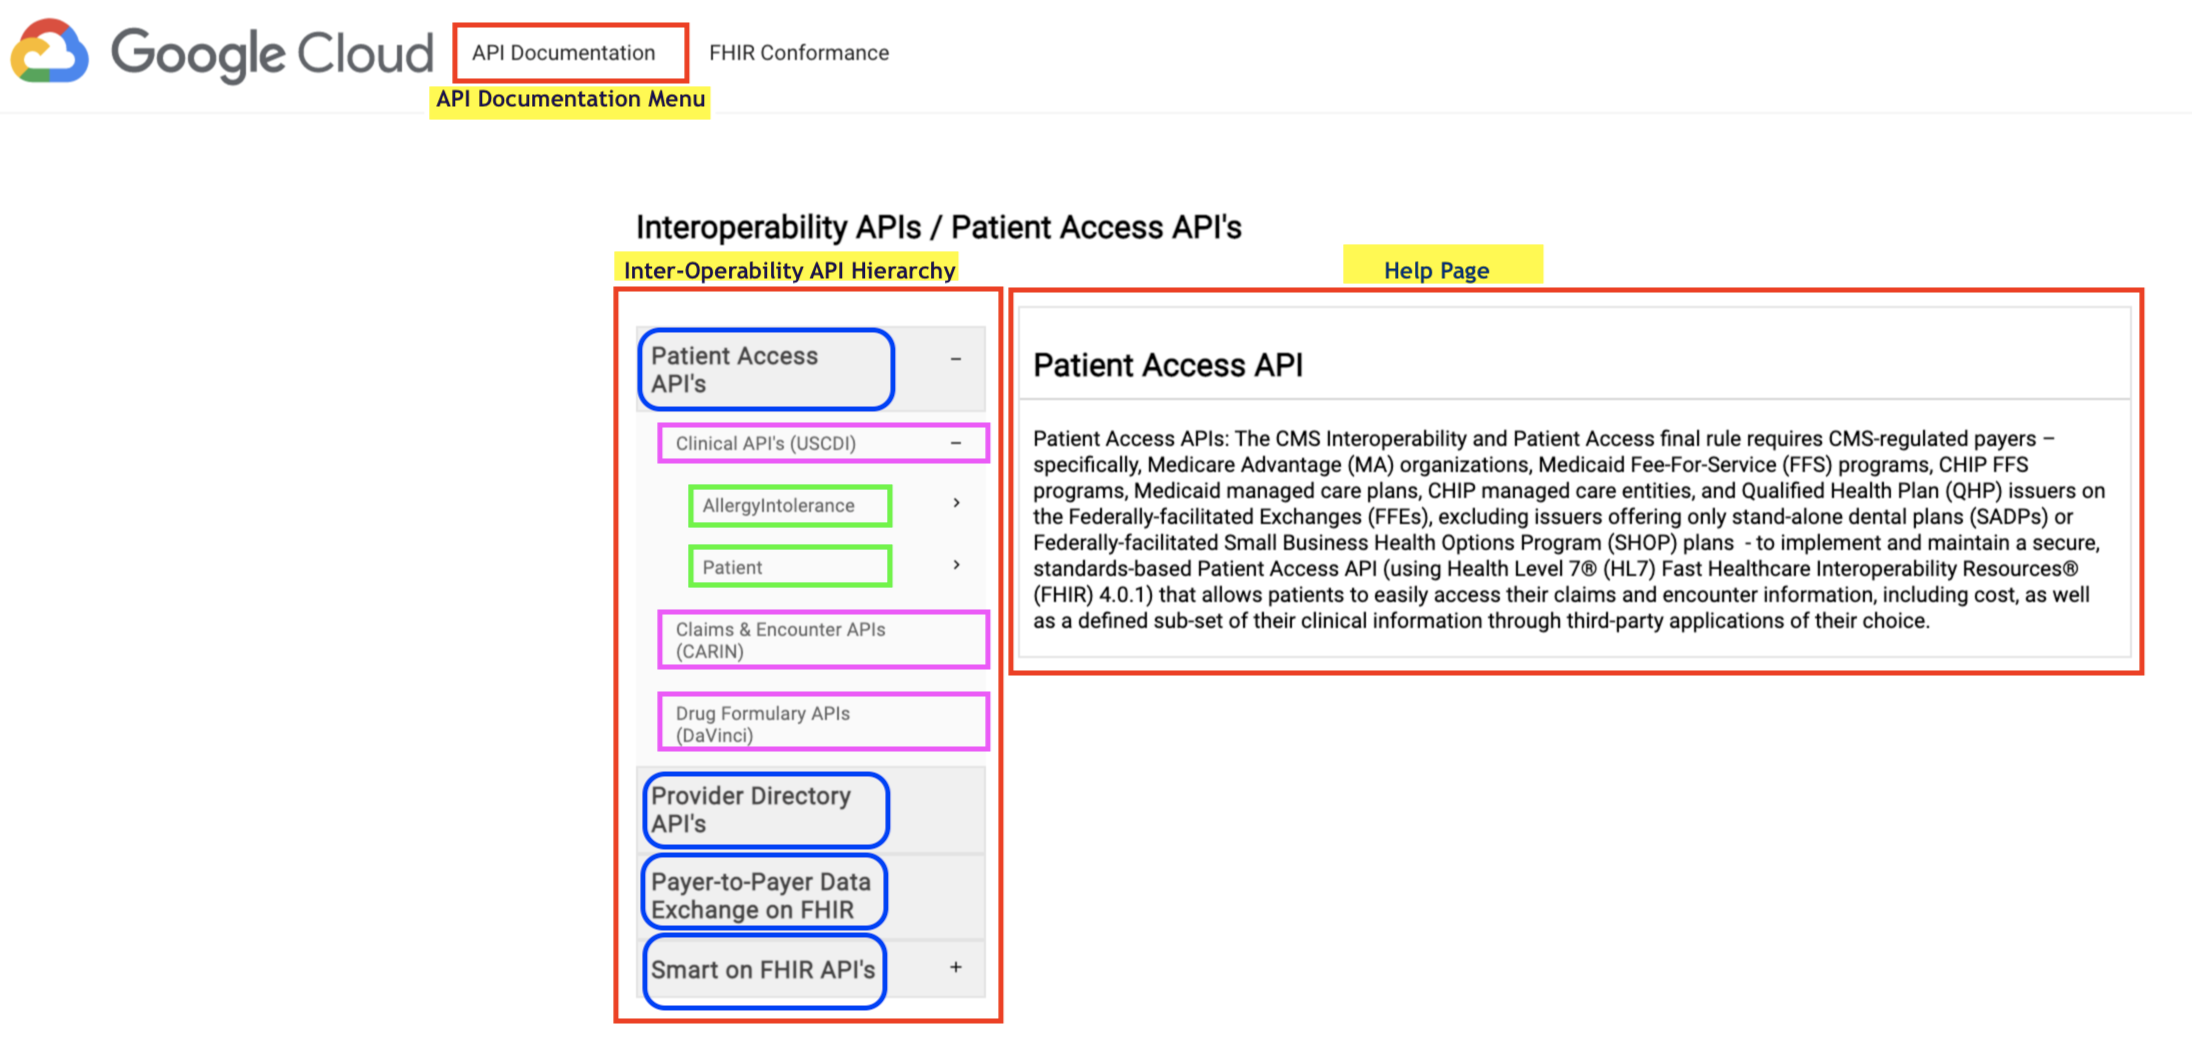 Google Cloud
API Documentation
FHIR Conformance
API Documentation Menu
Interoperability APIs / Patient Access API's
Inter-Operability API Hierarchy
Help Page
Patient Access
API's
–
Clinical API's (USCDI)
–
AllergyIntolerance
>
Patient
>
Claims & Encounter APIs
(CARIN)
Drug Formulary APIs
(DaVinci)
Provider Directory
API's
Payer-to-Payer Data
Exchange on FHIR
Smart on FHIR API's
+
Patient Access API
Patient Access APIs: The CMS Interoperability and Patient Access final rule requires CMS-regulated payers –
specifically, Medicare Advantage (MA) organizations, Medicaid Fee-For-Service (FFS) programs, CHIP FFS
programs, Medicaid managed care plans, CHIP managed care entities, and Qualified Health Plan (QHP) issuers on
the Federally-facilitated Exchanges (FFEs), excluding issuers offering only stand-alone dental plans (SADPs) or
Federally-facilitated Small Business Health Options Program (SHOP) plans  - to implement and maintain a secure,
standards-based Patient Access API (using Health Level 7® (HL7) Fast Healthcare Interoperability Resources®
(FHIR) 4.0.1) that allows patients to easily access their claims and encounter information, including cost, as well
as a defined sub-set of their clinical information through third-party applications of their choice.